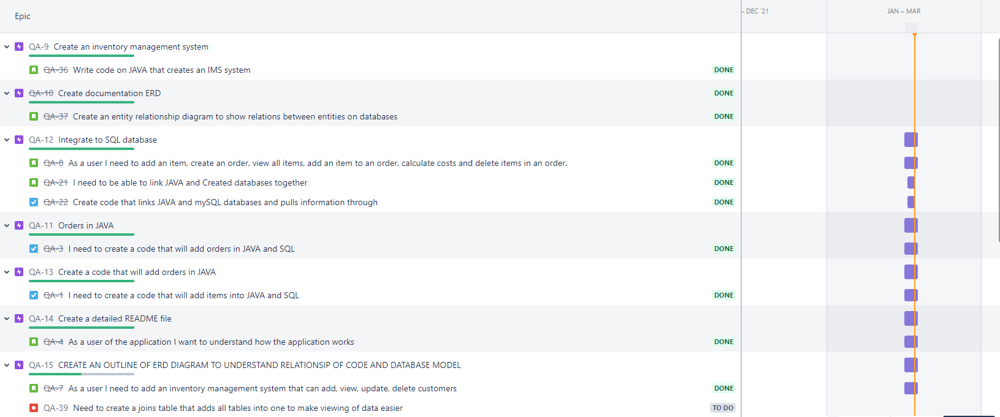 Epic
– DEC '21
JAN – MAR
QA-9 Create an inventory management system
QA-36 Write code on JAVA that creates an IMS system DONE
QA-10 Create documentation ERD DONE
QA-37 Create an entity relationship diagram to show relations between entities on databases DONE
QA-12 Integrate to SQL database
QA-8 As a user I need to add an item, create an order, view all items, add an item to an order, calculate costs and delete items in an order. DONE
QA-21 I need to be able to link JAVA and Created databases together DONE
QA-22 Create code that links JAVA and mySQL databases and pulls information through DONE
QA-11 Orders in JAVA
QA-3 I need to create a code that will add orders in JAVA and SQL DONE
QA-13 Create a code that will add orders in JAVA
QA-1 I need to create a code that will add items into JAVA and SQL DONE
QA-14 Create a detailed README file
QA-4 As a user of the application I want to understand how the application works DONE
QA-15 CREATE AN OUTLINE OF ERD DIAGRAM TO UNDERSTAND RELATIONSIP OF CODE AND DATABASE MODEL
QA-7 As a user I need to add an inventory management system that can add, view, update, delete customers DONE
QA-39 Need to create a joins table that adds all tables into one to make viewing of data easier TO DO